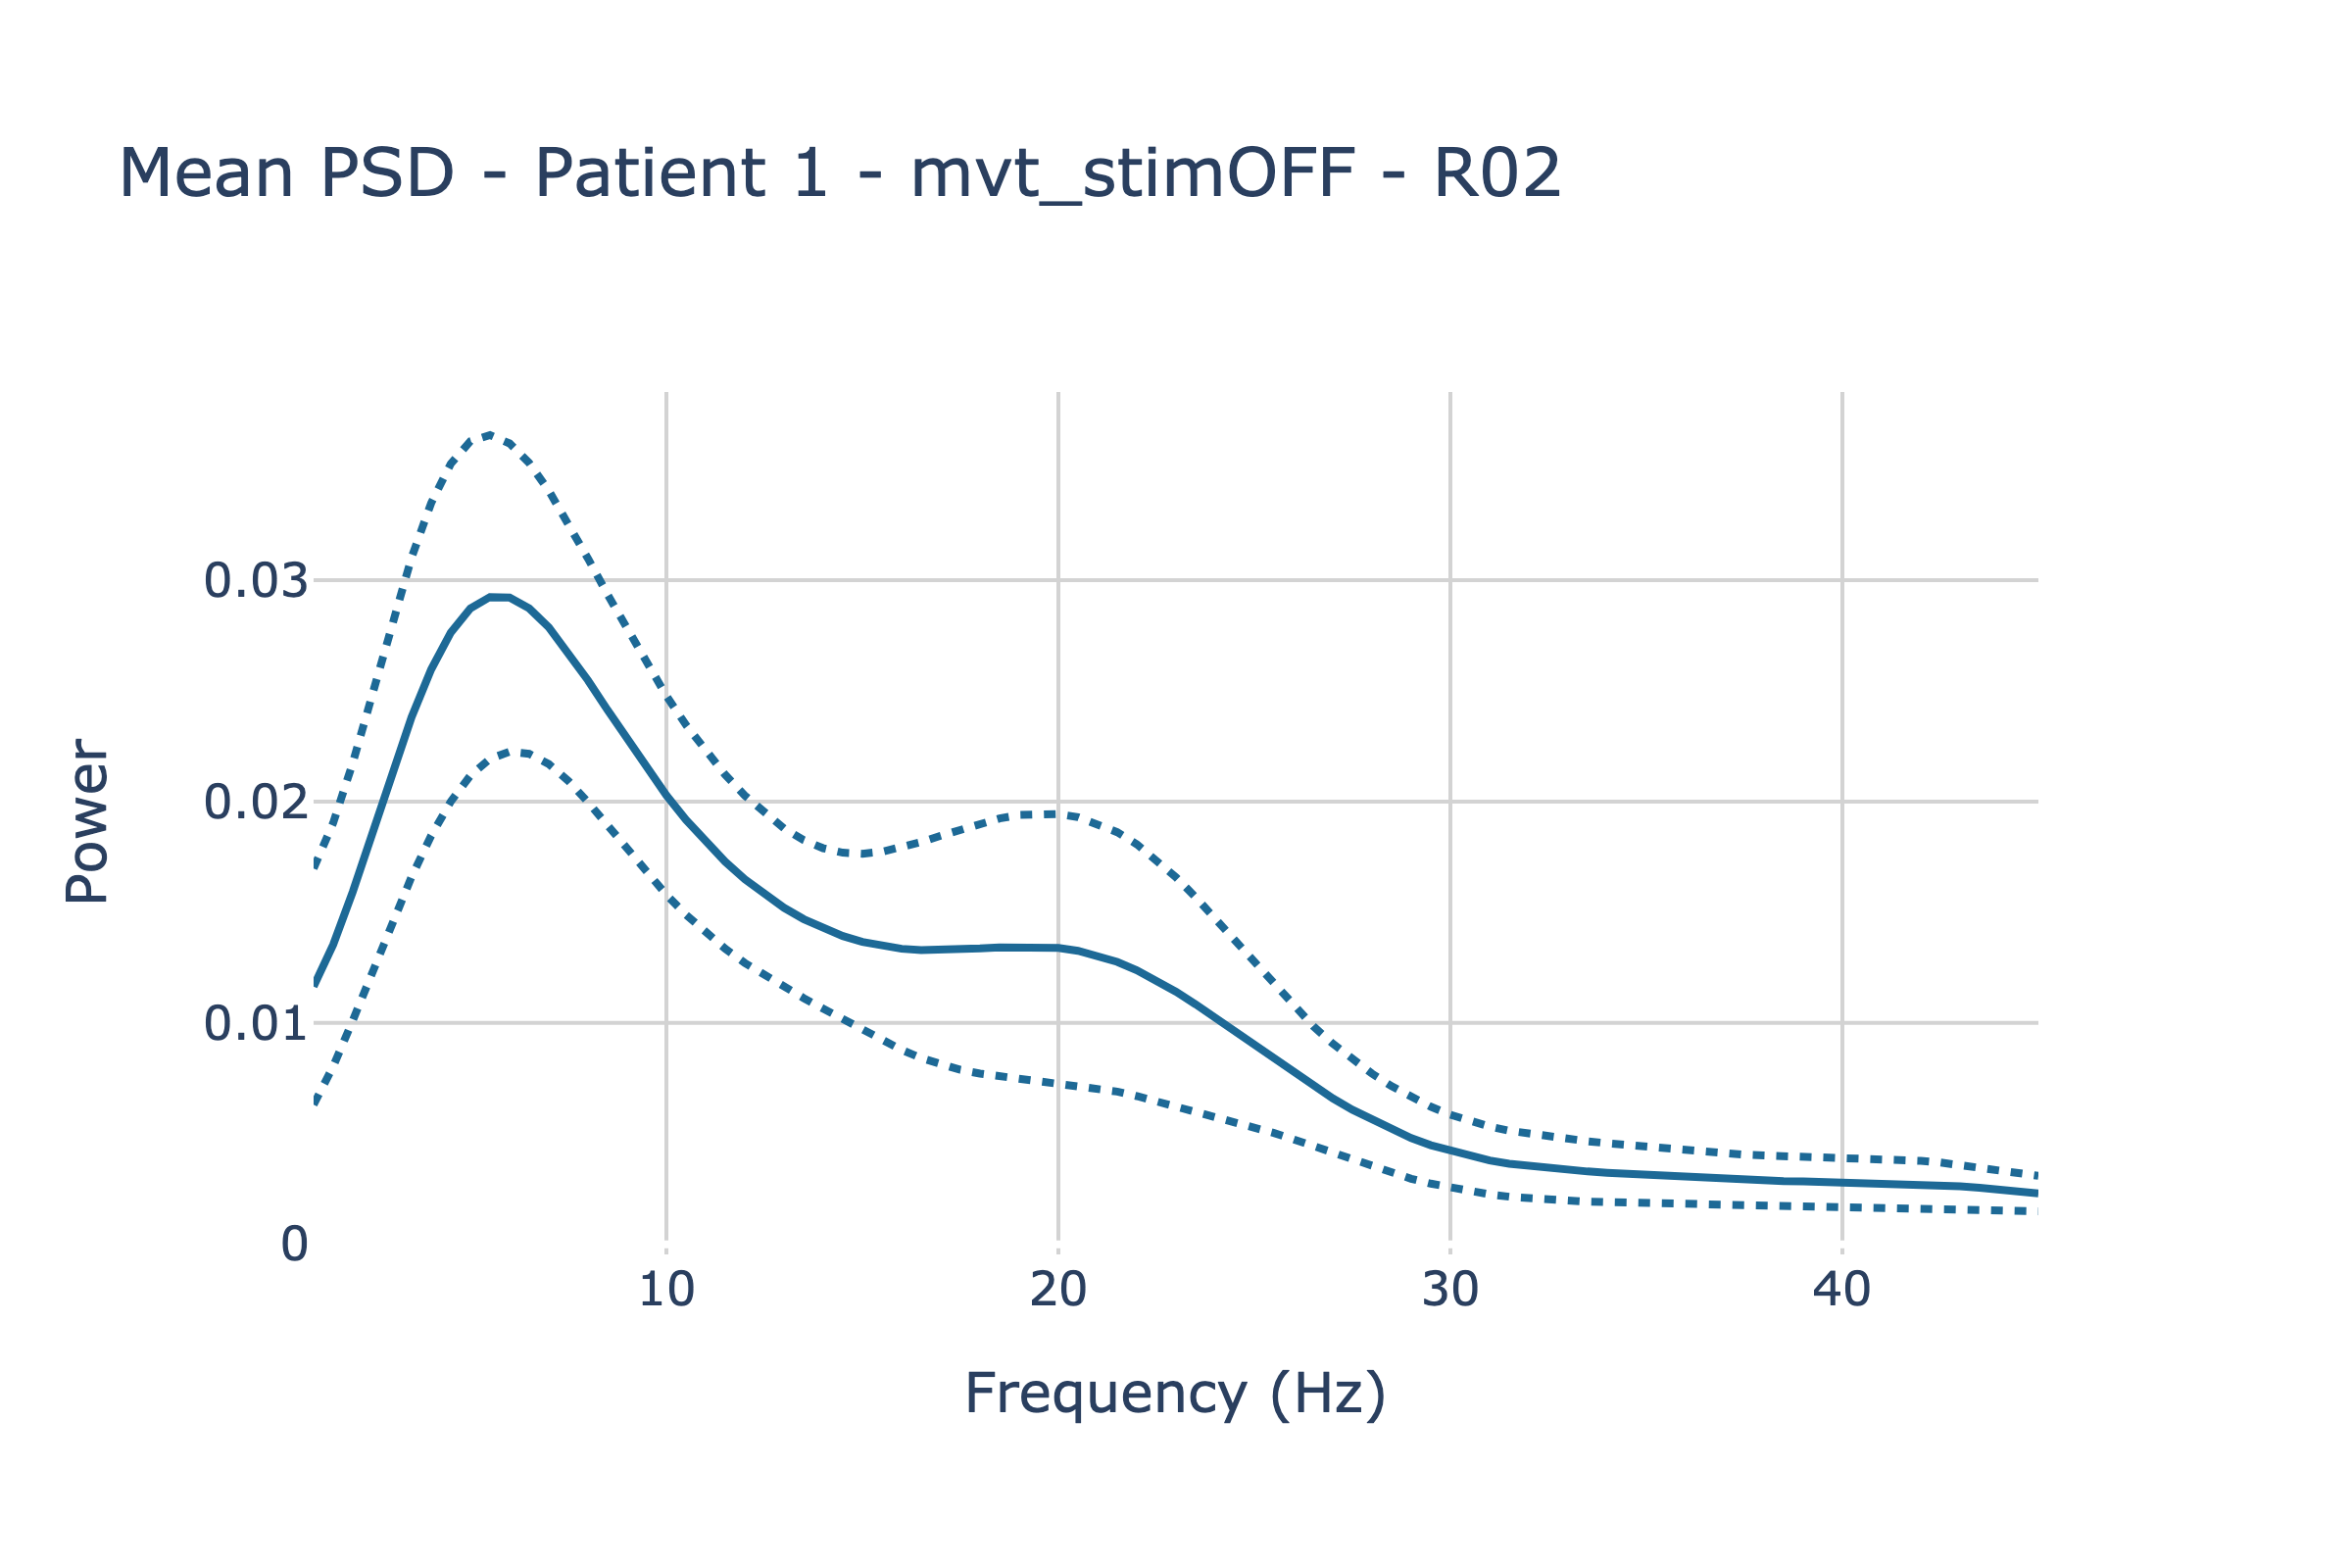 Mean PSD - Patient 1 - mvt_stimOFF - R02
Power
0.03
0.02
0.01
0
10 20 30 40
Frequency (Hz)